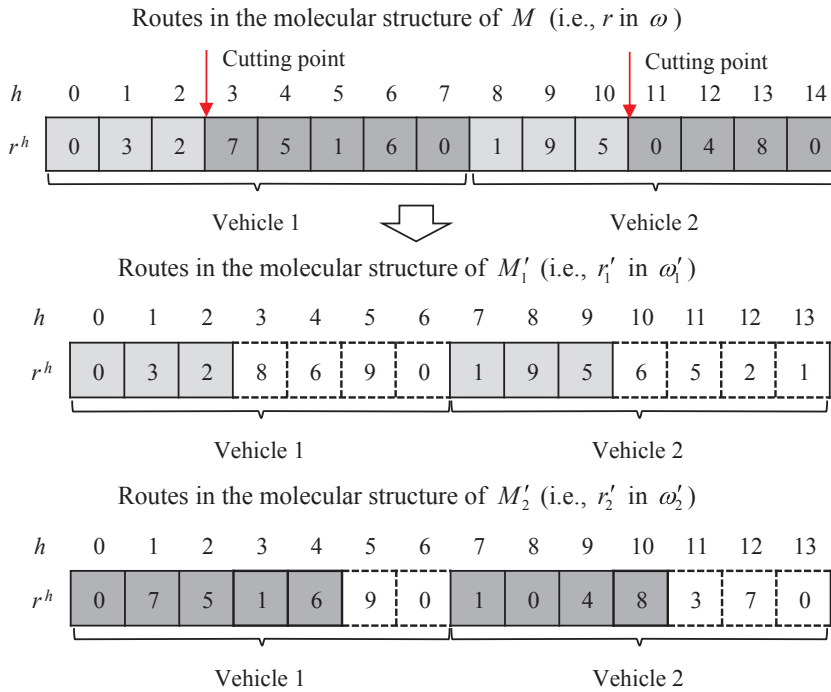 Routes in the molecular structure of M (i.e., r in ω)
Cutting point Cutting point
h 0 1 2 3 4 5 6 7 8 9 10 11 12 13 14
r^h 0 3 2 7 5 1 6 0 1 9 5 0 4 8 0
Vehicle 1 Vehicle 2
Routes in the molecular structure of M′₁ (i.e., r′₁ in ω′₁)
h 0 1 2 3 4 5 6 7 8 9 10 11 12 13
r^h 0 3 2 8 6 9 0 1 9 5 6 5 2 1
Vehicle 1 Vehicle 2
Routes in the molecular structure of M′₂ (i.e., r′₂ in ω′₂)
h 0 1 2 3 4 5 6 7 8 9 10 11 12 13
r^h 0 7 5 1 6 9 0 1 0 4 8 3 7 0
Vehicle 1 Vehicle 2